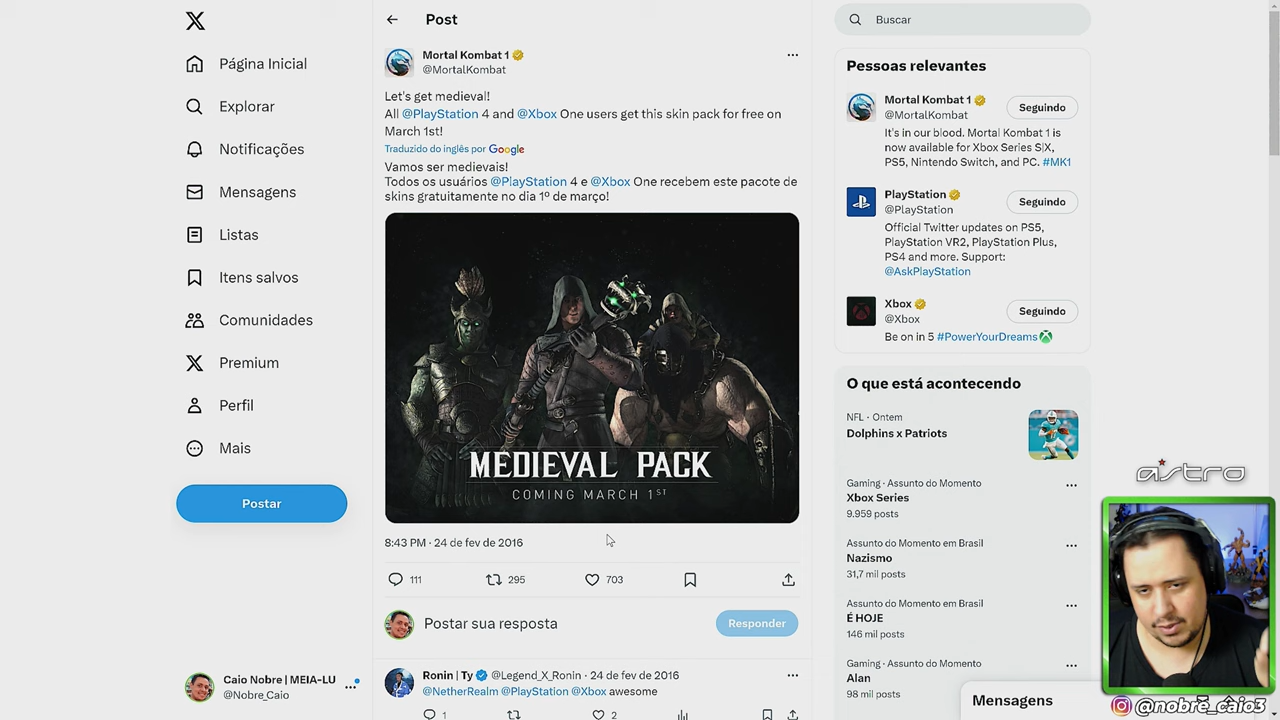 Post
Buscar
Página Inicial
Explorar
Notificações
Mensagens
Listas
Itens salvos
Comunidades
Premium
Perfil
Mais
Postar
Caio Nobre | MEIA-LU
@Nobre_Caio
Mortal Kombat 1
@MortalKombat
Let's get medieval!
All @PlayStation 4 and @Xbox One users get this skin pack for free on
March 1st!
Traduzido do inglês por Google
Vamos ser medievais!
Todos os usuários @PlayStation 4 e @Xbox One recebem este pacote de
skins gratuitamente no dia 1º de março!
MEDIEVAL PACK
COMING MARCH 1ST
8:43 PM · 24 de fev de 2016
111
295
703
Postar sua resposta
Responder
Ronin | Ty @Legend_X_Ronin · 24 de fev de 2016
@NetherRealm @PlayStation @Xbox awesome
1
2
Pessoas relevantes
Mortal Kombat 1
@MortalKombat
Seguindo
It's in our blood. Mortal Kombat 1 is
now available for Xbox Series S|X,
PS5, Nintendo Switch, and PC. #MK1
PlayStation
@PlayStation
Seguindo
Official Twitter updates on PS5,
PlayStation VR2, PlayStation Plus,
PS4 and more. Support:
@AskPlayStation
Xbox
@Xbox
Seguindo
Be on in 5 #PowerYourDreams
O que está acontecendo
NFL · Ontem
Dolphins x Patriots
Gaming · Assunto do Momento
Xbox Series
9.959 posts
Assunto do Momento em Brasil
Nazismo
31,7 mil posts
Assunto do Momento em Brasil
É HOJE
146 mil posts
Gaming · Assunto do Momento
Alan
98 mil posts
Mensagens
astro
@nobre_caio3